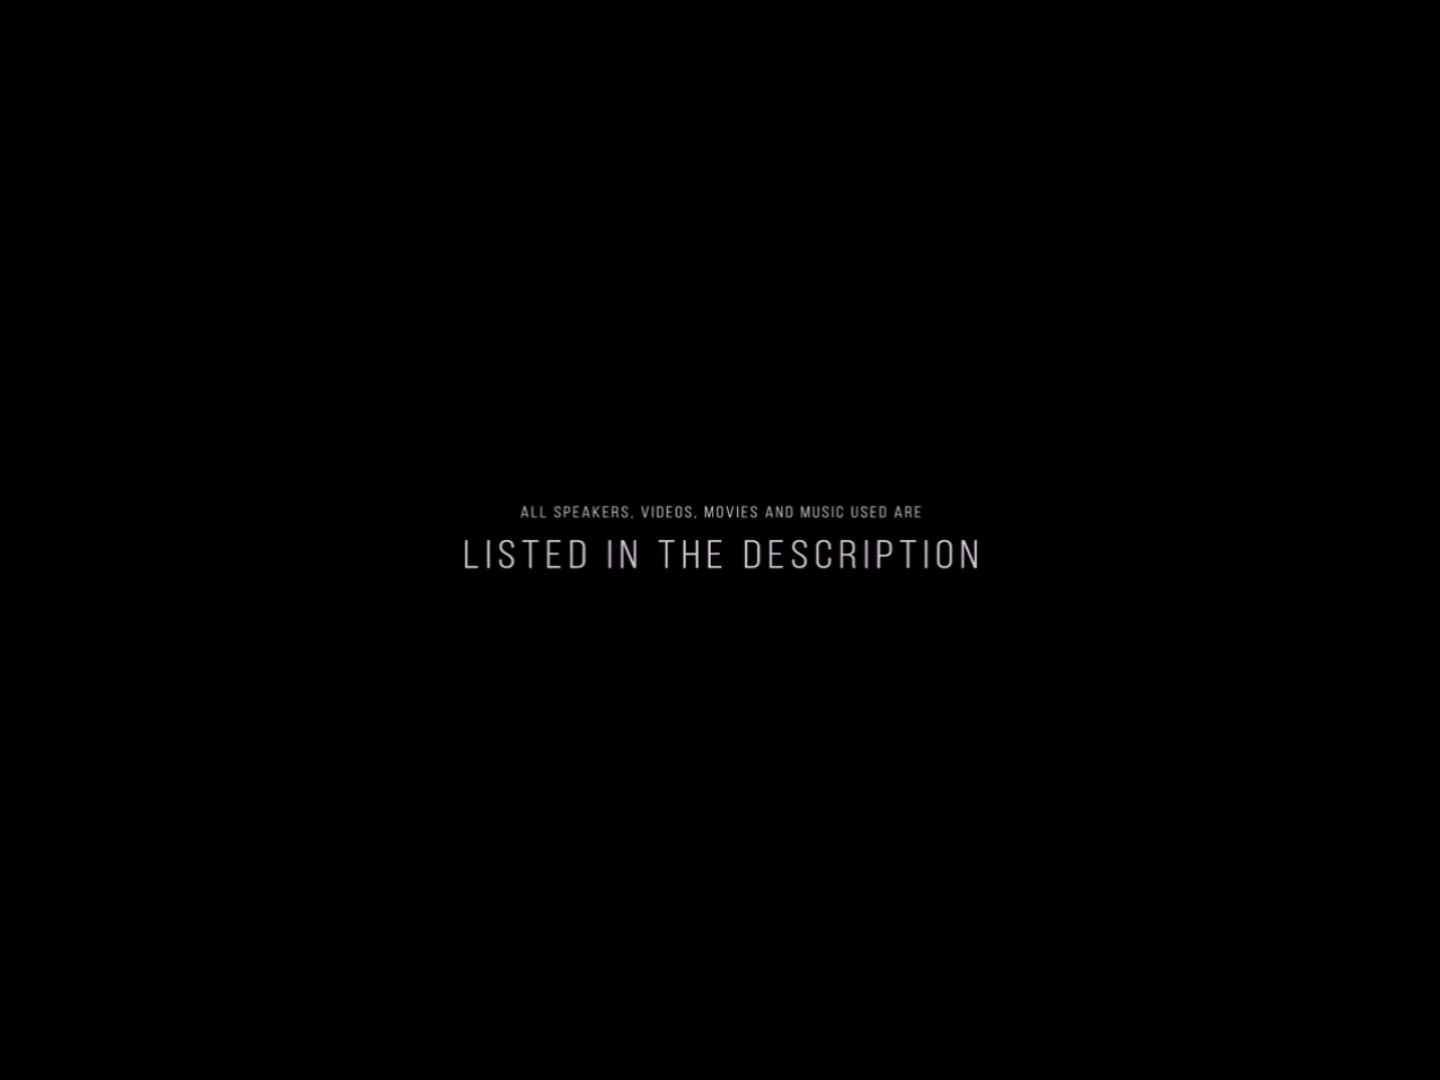 ALL SPEAKERS, VIDEOS, MOVIES AND MUSIC USED ARE
LISTED IN THE DESCRIPTION